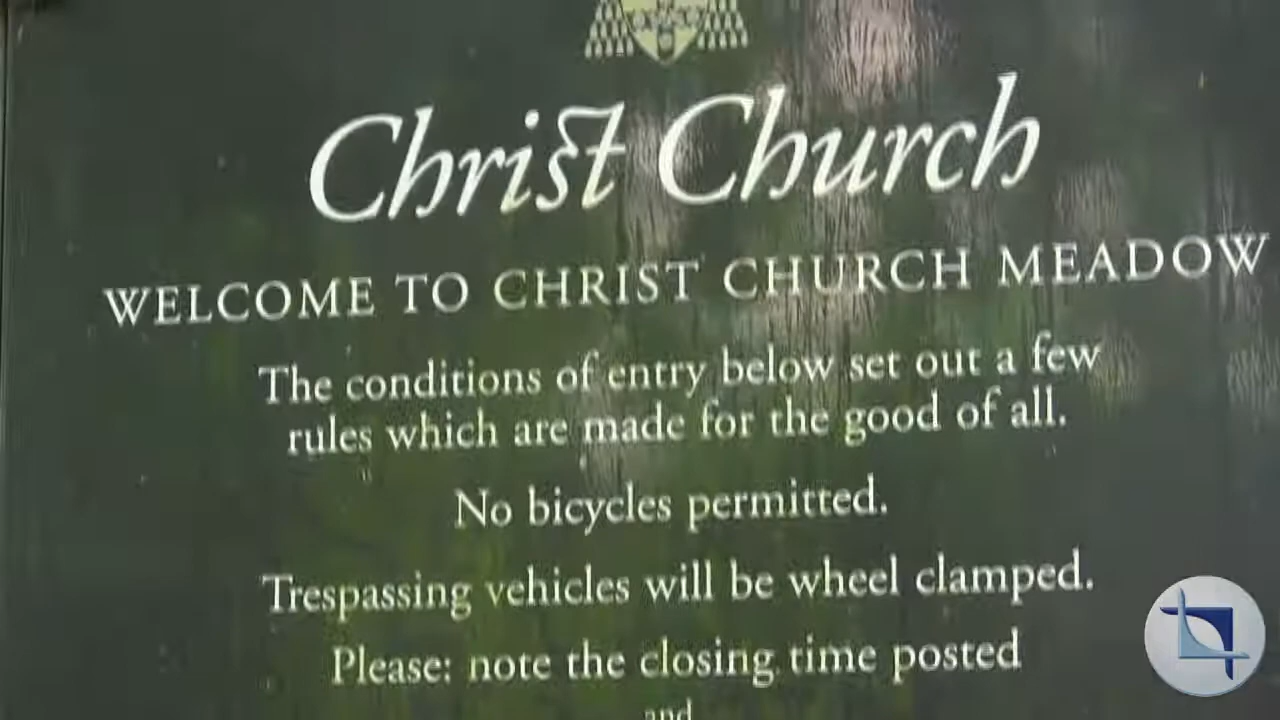 Christ Church
WELCOME TO CHRIST CHURCH MEADOW
The conditions of entry below set out a few
rules which are made for the good of all.
No bicycles permitted.
Trespassing vehicles will be wheel clamped.
Please: note the closing time posted
and